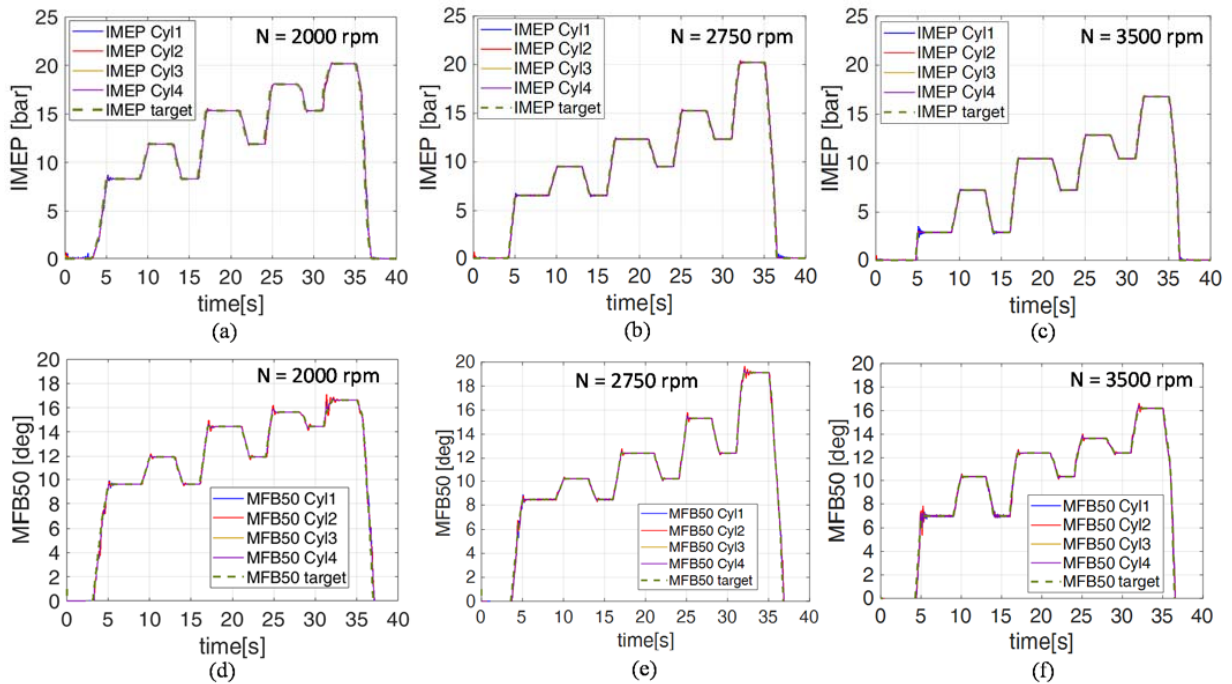 N = 2000 rpm
IMEP Cyl1
IMEP Cyl2
IMEP Cyl3
IMEP Cyl4
IMEP target
IMEP [bar]
25
20
15
10
5
0
0 5 10 15 20 25 30 35 40
time[s]
(a)
N = 2750 rpm
IMEP Cyl1
IMEP Cyl2
IMEP Cyl3
IMEP Cyl4
IMEP target
IMEP [bar]
25
20
15
10
5
0
0 5 10 15 20 25 30 35 40
time[s]
(b)
N = 3500 rpm
IMEP Cyl1
IMEP Cyl2
IMEP Cyl3
IMEP Cyl4
IMEP target
IMEP [bar]
25
20
15
10
5
0
0 5 10 15 20 25 30 35 40
time[s]
(c)
N = 2000 rpm
MFB50 [deg]
20
18
16
14
12
10
8
6
4
2
0
MFB50 Cyl1
MFB50 Cyl2
MFB50 Cyl3
MFB50 Cyl4
MFB50 target
0 5 10 15 20 25 30 35 40
time[s]
(d)
N = 2750 rpm
MFB50 [deg]
20
18
16
14
12
10
8
6
4
2
0
MFB50 Cyl1
MFB50 Cyl2
MFB50 Cyl3
MFB50 Cyl4
MFB50 target
0 5 10 15 20 25 30 35 40
time[s]
(e)
N = 3500 rpm
MFB50 [deg]
20
18
16
14
12
10
8
6
4
2
0
MFB50 Cyl1
MFB50 Cyl2
MFB50 Cyl3
MFB50 Cyl4
MFB50 target
0 5 10 15 20 25 30 35 40
time[s]
(f)